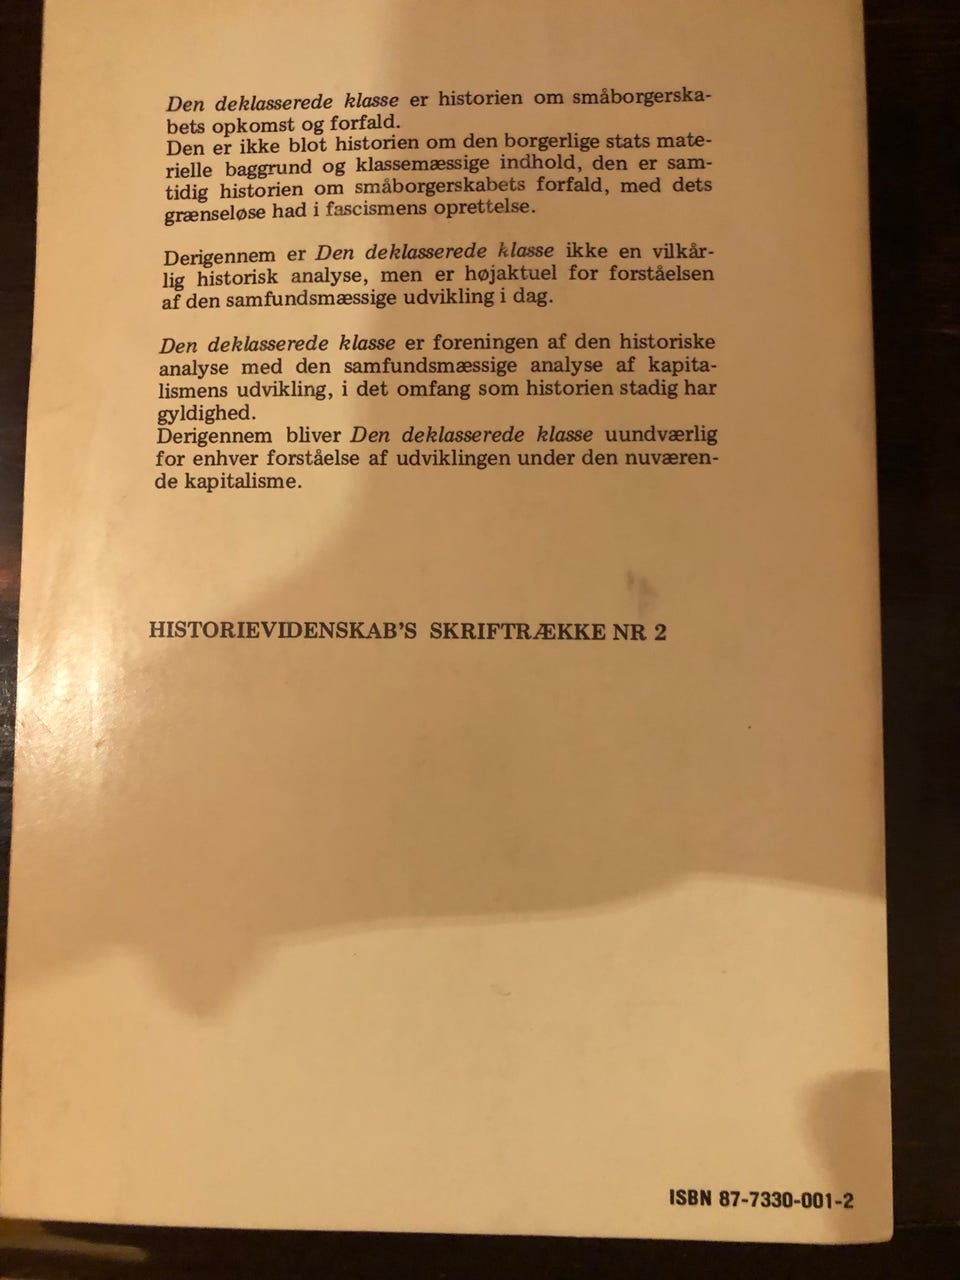 Den deklasserede klasse er historien om småborgerska-
bets opkomst og forfald.
Den er ikke blot historien om den borgerlige stats mate-
rielle baggrund og klassemæssige indhold, den er sam-
tidig historien om småborgerskabets forfald, med dets
grænseløse had i fascismens oprettelse.
Derigennem er Den deklasserede klasse ikke en vilkår-
lig historisk analyse, men er højaktuel for forståelsen
af den samfundsmæssige udvikling i dag.
Den deklasserede klasse er foreningen af den historiske
analyse med den samfundsmæssige analyse af kapita-
lismens udvikling, i det omfang som historien stadig har
gyldighed.
Derigennem bliver Den deklasserede klasse uundværlig
for enhver forståelse af udviklingen under den nuværen-
de kapitalisme.
HISTORIEVIDENSKAB'S SKRIFTRÆKKE NR 2
ISBN 87-7330-001-2